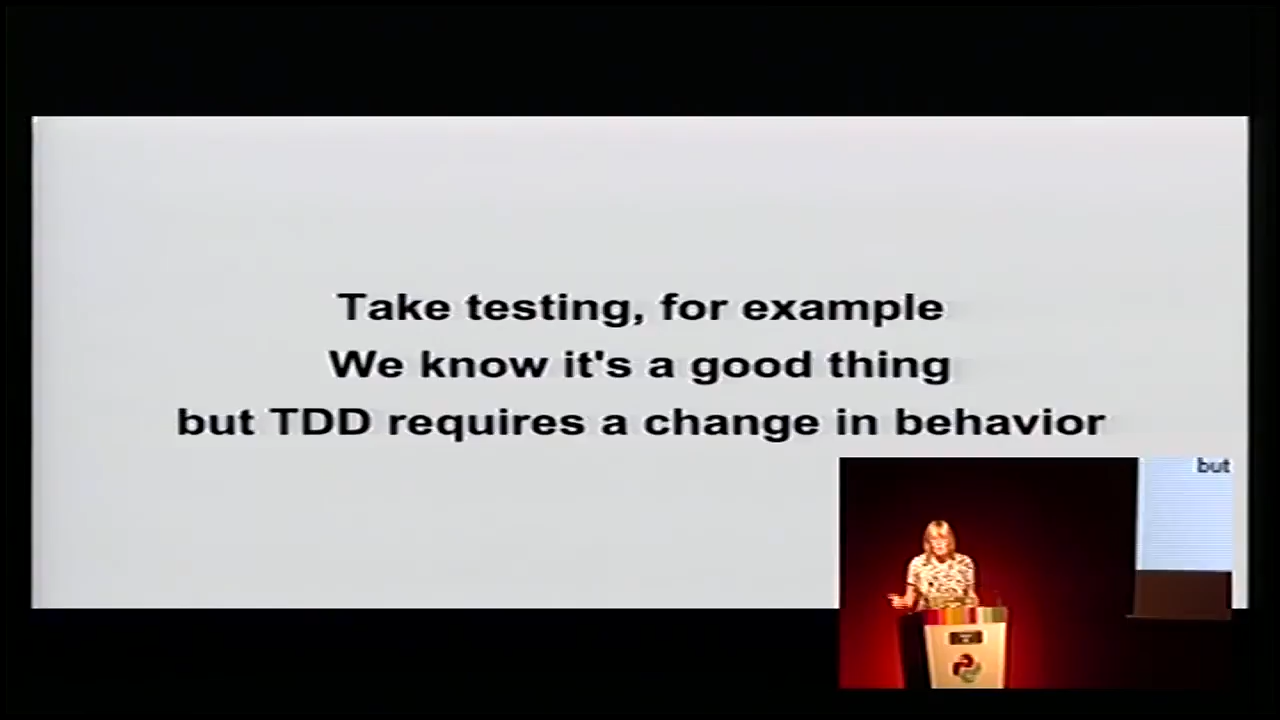 Take testing, for example
We know it's a good thing
but TDD requires a change in behavior
but